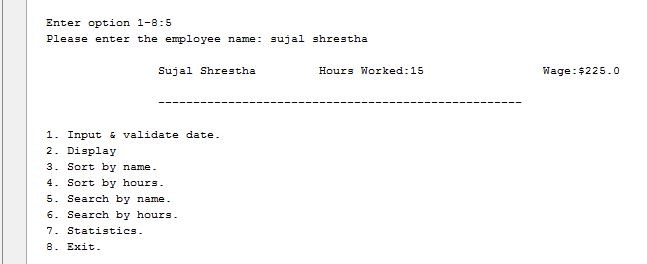 Enter option 1-8:5
Please enter the employee name: sujal shrestha
Sujal Shrestha Hours Worked:15 Wage:$225.0
----------------------------------------------------
1. Input & validate date.
2. Display
3. Sort by name.
4. Sort by hours.
5. Search by name.
6. Search by hours.
7. Statistics.
8. Exit.